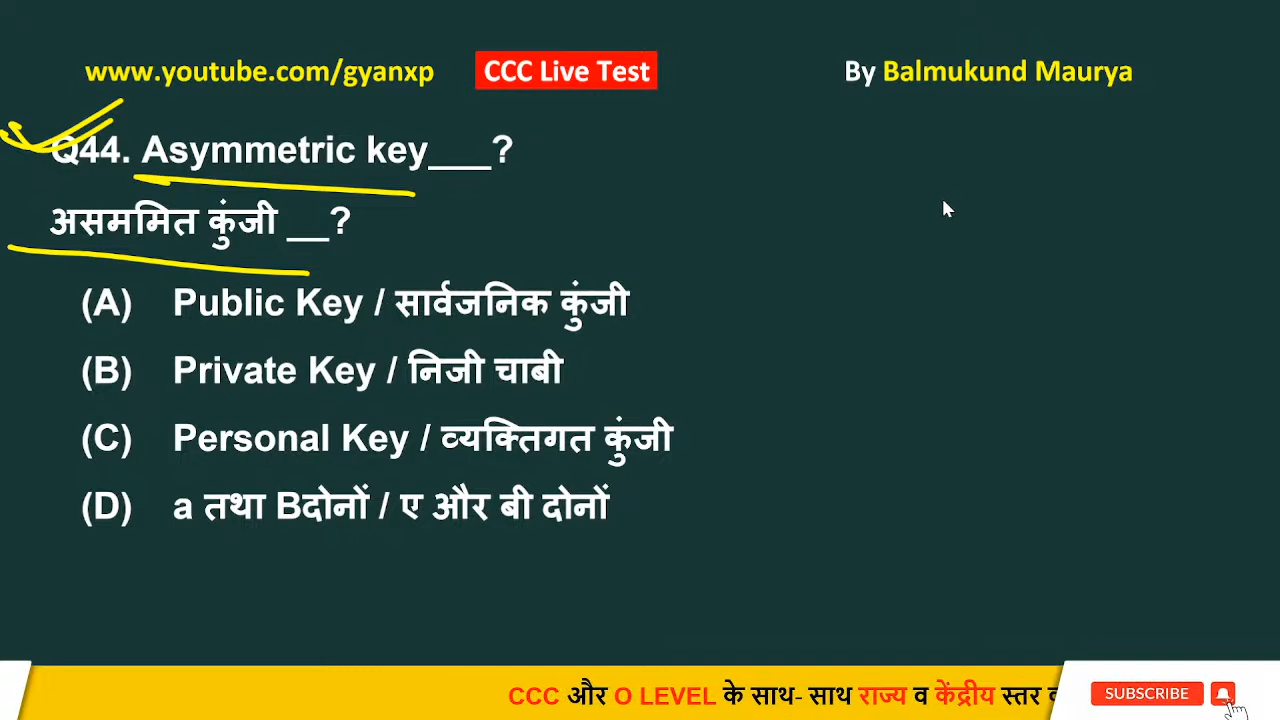 www.youtube.com/gyanxp CCC Live Test By Balmukund Maurya
Q44. Asymmetric key___?
असममित कुंजी __?
(A) Public Key / सार्वजनिक कुंजी
(B) Private Key / निजी चाबी
(C) Personal Key / व्यक्तिगत कुंजी
(D) a तथा Bदोनों / ए और बी दोनों
CCC और O LEVEL के साथ- साथ राज्य व केंद्रीय स्तर SUBSCRIBE